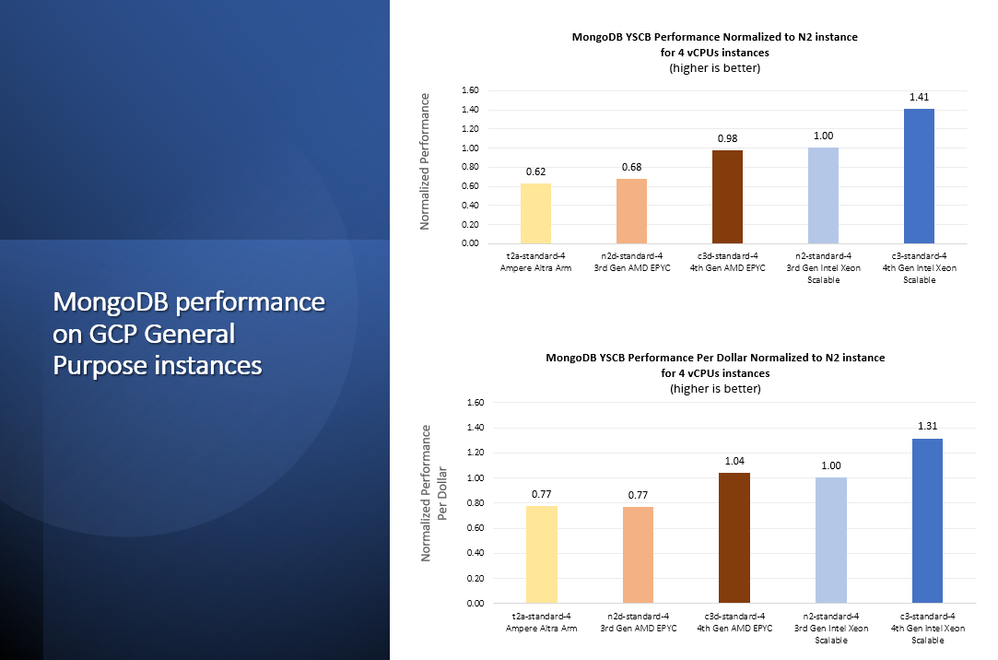 MongoDB performance
on GCP General
Purpose instances
MongoDB YSCB Performance Normalized to N2 instance
for 4 vCPUs instances
(higher is better)
Normalized Performance
1.60
1.40
1.20
1.00
0.80
0.60
0.40
0.20
0.00
0.62
0.68
0.98
1.00
1.41
t2a-standard-4
Ampere Altra Arm
n2d-standard-4
3rd Gen AMD EPYC
c3d-standard-4
4th Gen AMD EPYC
n2-standard-4
3rd Gen Intel Xeon
Scalable
c3-standard-4
4th Gen Intel Xeon
Scalable
MongoDB YSCB Performance Per Dollar Normalized to N2 instance
for 4 vCPUs instances
(higher is better)
Normalized Performance
Per Dollar
1.60
1.40
1.20
1.00
0.80
0.60
0.40
0.20
0.00
0.77
0.77
1.04
1.00
1.31
t2a-standard-4
Ampere Altra Arm
n2d-standard-4
3rd Gen AMD EPYC
c3d-standard-4
4th Gen AMD EPYC
n2-standard-4
3rd Gen Intel Xeon
Scalable
c3-standard-4
4th Gen Intel Xeon
Scalable